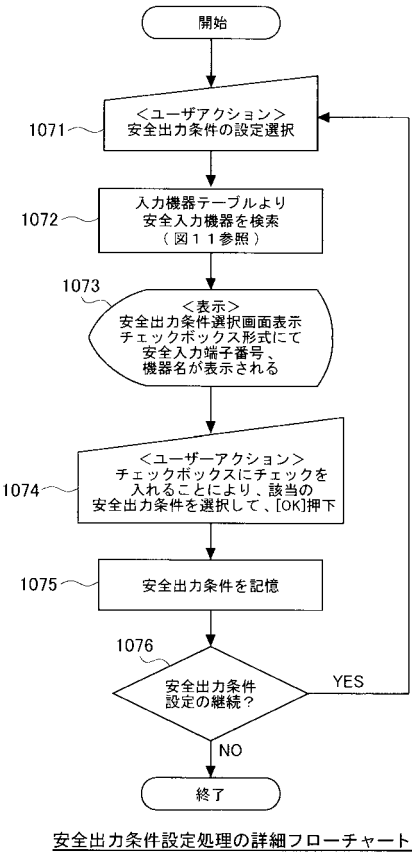 開始
1071
＜ユーザアクション＞
安全出力条件の設定選択
1072
入力機器テーブルより
安全入力機器を検索
（図１１参照）
1073
＜表示＞
安全出力条件選択画面表示
チェックボックス形式にて
安全入力端子番号、
機器名が表示される
1074
＜ユーザーアクション＞
チェックボックスにチェックを
入れることにより、該当の
安全出力条件を選択して、[OK]押下
1075
安全出力条件を記憶
1076
安全出力条件
設定の継続？
YES
NO
終了
安全出力条件設定処理の詳細フローチャート